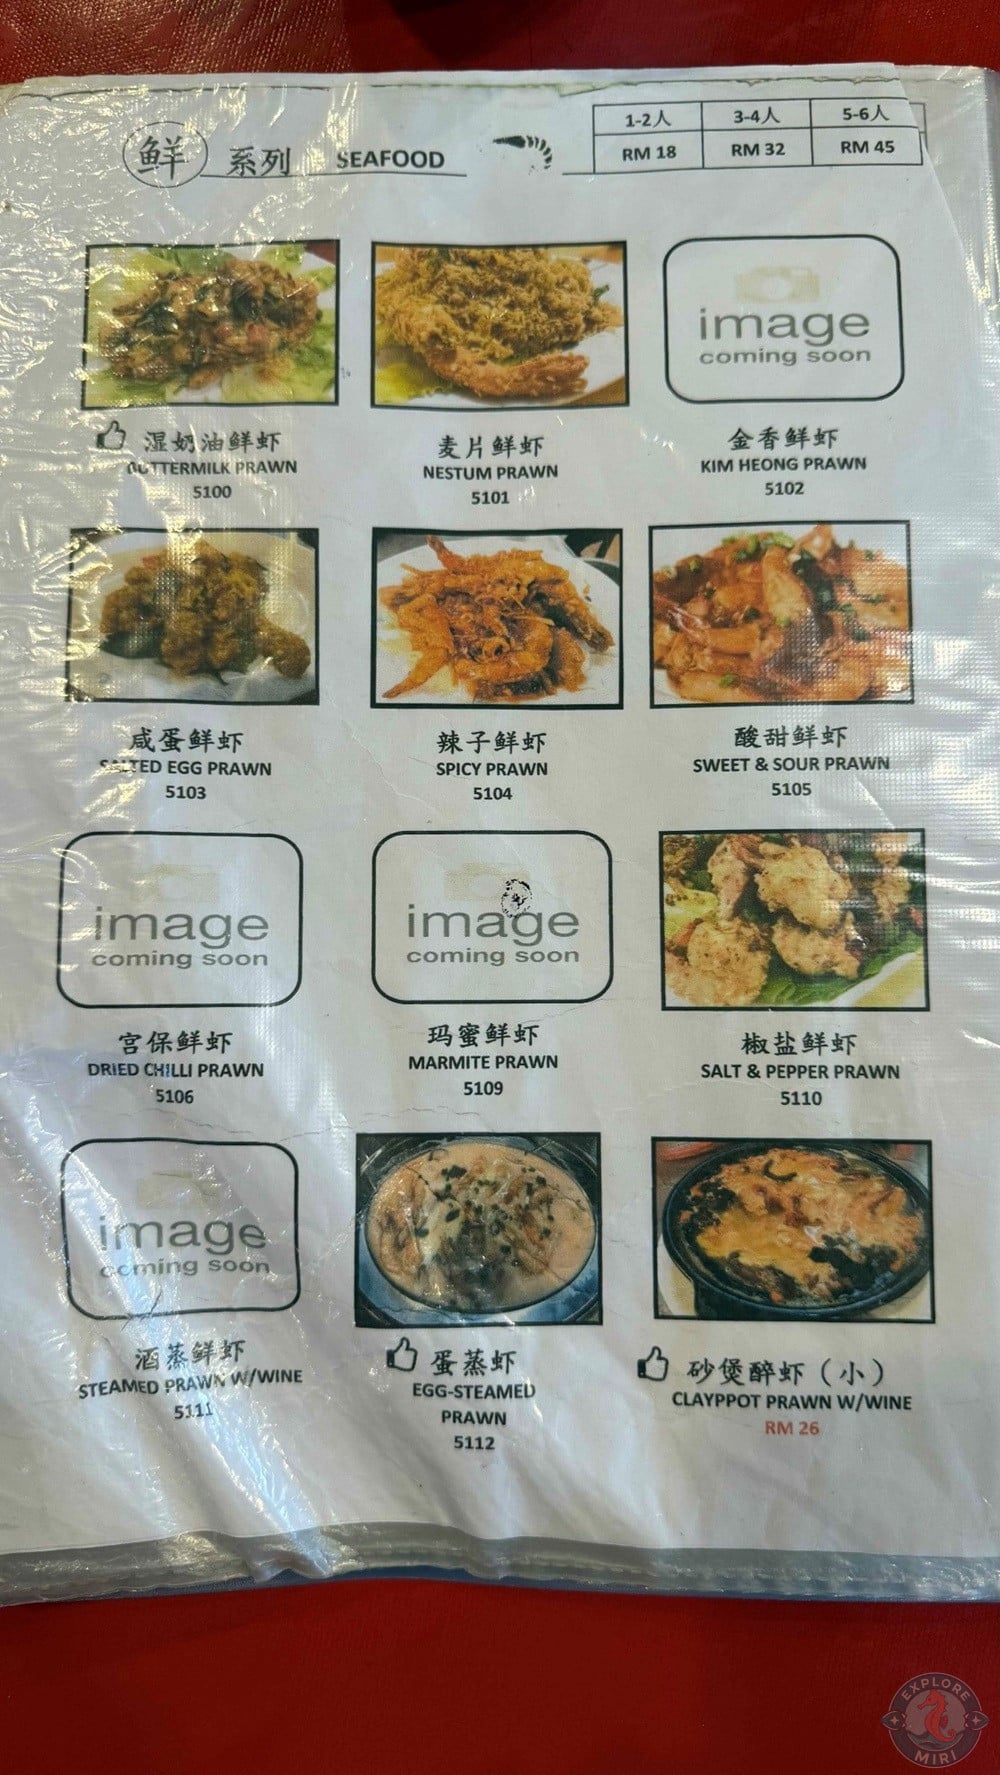 鲜 系列 SEAFOOD
1-2人 3-4人 5-6人
RM 18 RM 32 RM 45
image
coming soon
湿奶油鲜虾
BUTTERMILK PRAWN
5100
麦片鲜虾
NESTUM PRAWN
5101
金香鲜虾
KIM HEONG PRAWN
5102
咸蛋鲜虾
SALTED EGG PRAWN
5103
辣子鲜虾
SPICY PRAWN
5104
酸甜鲜虾
SWEET & SOUR PRAWN
5105
image
coming soon
image
coming soon
宫保鲜虾
DRIED CHILLI PRAWN
5106
玛蜜鲜虾
MARMITE PRAWN
5109
椒盐鲜虾
SALT & PEPPER PRAWN
5110
image
coming soon
酒蒸鲜虾
STEAMED PRAWN W/WINE
5111
蛋蒸虾
EGG-STEAMED
PRAWN
5112
砂煲醉虾（小）
CLAYPPOT PRAWN W/WINE
RM 26
EXPLORE
MIRI